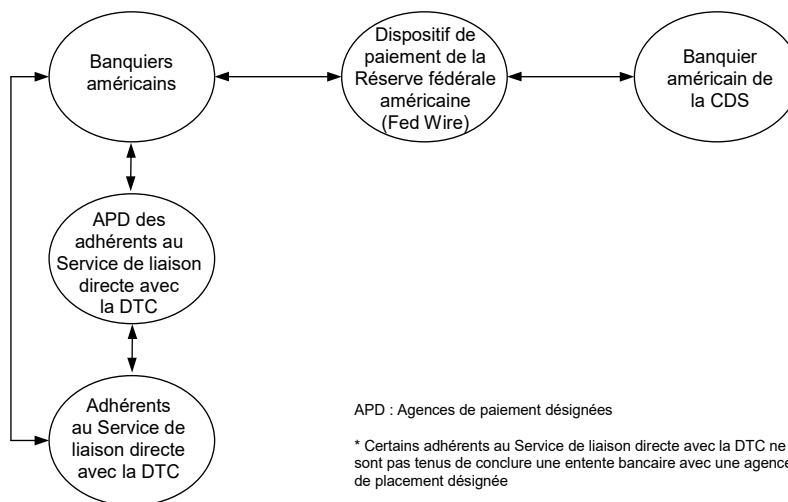 Banquiers
américains
Dispositif de
paiement de la
Réserve fédérale
américaine
(Fed Wire)
Banquier
américain de
la CDS
APD des
adhérents au
Service de liaison
directe avec
la DTC
Adhérents
au Service de
liaison directe
avec la DTC
APD : Agences de paiement désignées
* Certains adhérents au Service de liaison directe avec la DTC ne
sont pas tenus de conclure une entente bancaire avec une agence
de placement désignée